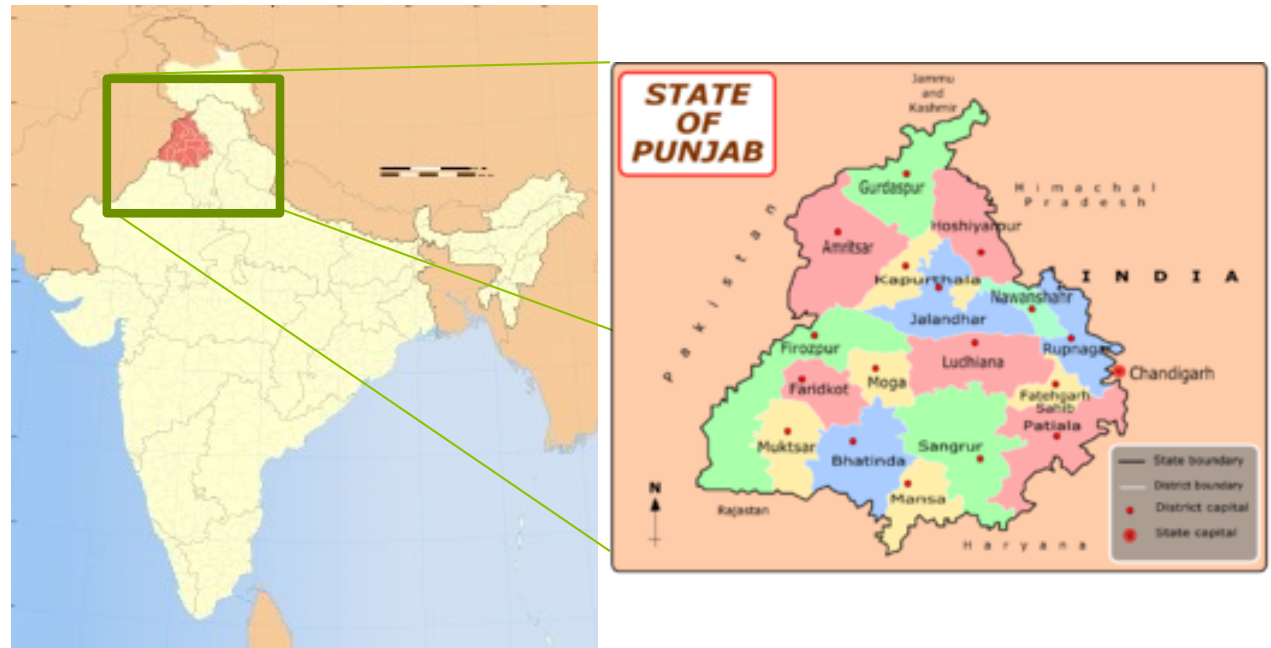 STATE
OF
PUNJAB
Jammu
and
Kashmir
Gurdaspur
Himachal
Pradesh
Pakistan
Hoshiyarpur
Amritsar
Kapurthala
INDIA
Nawanshahr
Jalandhar
Firozpur
Ludhiana
Rupnagar
Chandigarh
Faridkot
Moga
Fatehgarh
Sahib
Patiala
Muktsar
Bhatinda
Sangrur
Mansa
N
Rajastan
Haryana
State boundary
District boundary
District capital
State capital